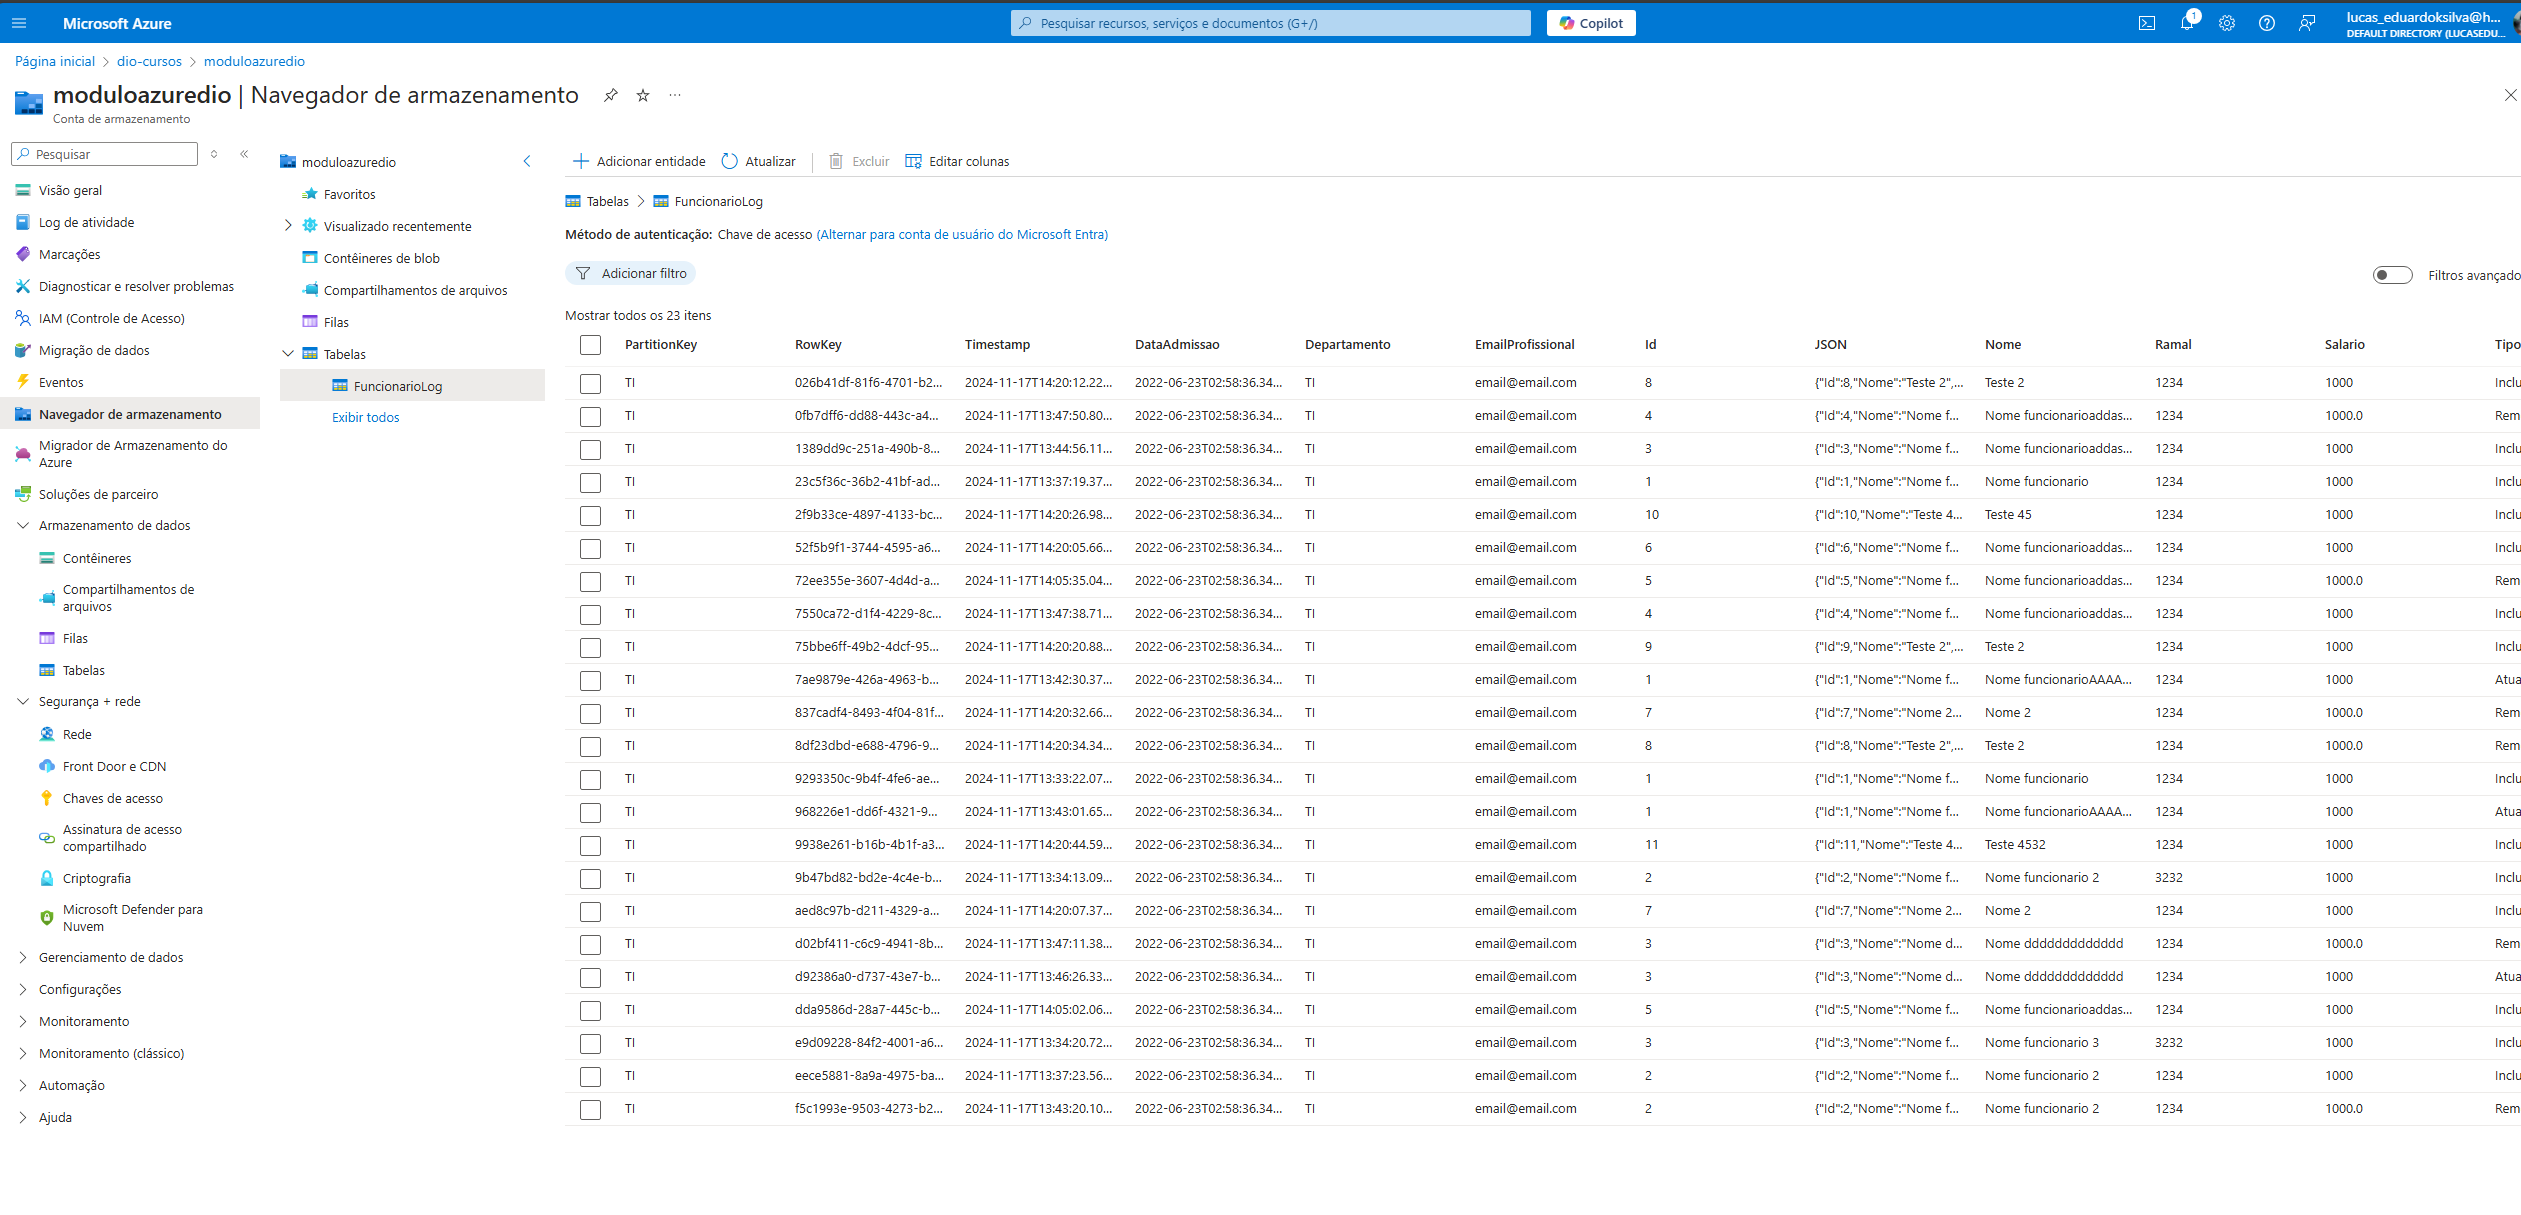 Microsoft Azure
Pesquisar recursos, serviços e documentos (G+/)
Copilot
1
lucas_eduardoksilva@h...
DEFAULT DIRECTORY (LUCASEDU...
Página inicial > dio-cursos > moduloazuredio
moduloazuredio | Navegador de armazenamento
Conta de armazenamento
Pesquisar
Visão geral
Log de atividade
Marcações
Diagnosticar e resolver problemas
IAM (Controle de Acesso)
Migração de dados
Eventos
Navegador de armazenamento
Migrador de Armazenamento do
Azure
Soluções de parceiro
Armazenamento de dados
Contêineres
Compartilhamentos de
arquivos
Filas
Tabelas
Segurança + rede
Rede
Front Door e CDN
Chaves de acesso
Assinatura de acesso
compartilhado
Criptografia
Microsoft Defender para
Nuvem
Gerenciamento de dados
Configurações
Monitoramento
Monitoramento (clássico)
Automação
Ajuda
moduloazuredio
Favoritos
Visualizado recentemente
Contêineres de blob
Compartilhamentos de arquivos
Filas
Tabelas
FuncionarioLog
Exibir todos
Adicionar entidade Atualizar Excluir Editar colunas
Tabelas > FuncionarioLog
Método de autenticação: Chave de acesso (Alternar para conta de usuário do Microsoft Entra)
Adicionar filtro
Filtros avançado
Mostrar todos os 23 itens
PartitionKey RowKey Timestamp DataAdmissao Departamento EmailProfissional Id JSON Nome Ramal Salario Tipo
TI 026b41df-81f6-4701-b2... 2024-11-17T14:20:12.22... 2022-06-23T02:58:36.34... TI email@email.com 8 {"Id":8,"Nome":"Teste 2",... Teste 2 1234 1000 Inclu
TI 0fb7dff6-dd88-443c-a4... 2024-11-17T13:47:50.80... 2022-06-23T02:58:36.34... TI email@email.com 4 {"Id":4,"Nome":"Nome f... Nome funcionarioaddas... 1234 1000.0 Rem
TI 1389dd9c-251a-490b-8... 2024-11-17T13:44:56.11... 2022-06-23T02:58:36.34... TI email@email.com 3 {"Id":3,"Nome":"Nome f... Nome funcionarioaddas... 1234 1000 Inclu
TI 23c5f36c-36b2-41bf-ad... 2024-11-17T13:37:19.37... 2022-06-23T02:58:36.34... TI email@email.com 1 {"Id":1,"Nome":"Nome f... Nome funcionario 1234 1000 Inclu
TI 2f9b33ce-4897-4133-bc... 2024-11-17T14:20:26.98... 2022-06-23T02:58:36.34... TI email@email.com 10 {"Id":10,"Nome":"Teste 4... Teste 45 1234 1000 Inclu
TI 52f5b9f1-3744-4595-a6... 2024-11-17T14:20:05.66... 2022-06-23T02:58:36.34... TI email@email.com 6 {"Id":6,"Nome":"Nome f... Nome funcionarioaddas... 1234 1000 Inclu
TI 72ee355e-3607-4d4d-a... 2024-11-17T14:05:35.04... 2022-06-23T02:58:36.34... TI email@email.com 5 {"Id":5,"Nome":"Nome f... Nome funcionarioaddas... 1234 1000.0 Rem
TI 7550ca72-d1f4-4229-8c... 2024-11-17T13:47:38.71... 2022-06-23T02:58:36.34... TI email@email.com 4 {"Id":4,"Nome":"Nome f... Nome funcionarioaddas... 1234 1000 Inclu
TI 75bbe6ff-49b2-4dcf-95... 2024-11-17T14:20:20.88... 2022-06-23T02:58:36.34... TI email@email.com 9 {"Id":9,"Nome":"Teste 2",... Teste 2 1234 1000 Inclu
TI 7ae9879e-426a-4963-b... 2024-11-17T13:42:30.37... 2022-06-23T02:58:36.34... TI email@email.com 1 {"Id":1,"Nome":"Nome f... Nome funcionarioAAAA... 1234 1000 Atua
TI 837cadf4-8493-4f04-81f... 2024-11-17T14:20:32.66... 2022-06-23T02:58:36.34... TI email@email.com 7 {"Id":7,"Nome":"Nome 2... Nome 2 1234 1000.0 Rem
TI 8df23dbd-e688-4796-9... 2024-11-17T14:20:34.34... 2022-06-23T02:58:36.34... TI email@email.com 8 {"Id":8,"Nome":"Teste 2",... Teste 2 1234 1000.0 Rem
TI 9293350c-9b4f-4fe6-ae... 2024-11-17T13:33:22.07... 2022-06-23T02:58:36.34... TI email@email.com 1 {"Id":1,"Nome":"Nome f... Nome funcionario 1234 1000 Inclu
TI 968226e1-dd6f-4321-9... 2024-11-17T13:43:01.65... 2022-06-23T02:58:36.34... TI email@email.com 1 {"Id":1,"Nome":"Nome f... Nome funcionarioAAAA... 1234 1000 Atua
TI 9938e261-b16b-4b1f-a3... 2024-11-17T14:20:44.59... 2022-06-23T02:58:36.34... TI email@email.com 11 {"Id":11,"Nome":"Teste 4... Teste 4532 1234 1000 Inclu
TI 9b47bd82-bd2e-4c4e-b... 2024-11-17T13:34:13.09... 2022-06-23T02:58:36.34... TI email@email.com 2 {"Id":2,"Nome":"Nome f... Nome funcionario 2 3232 1000 Inclu
TI aed8c97b-d211-4329-a... 2024-11-17T14:20:07.37... 2022-06-23T02:58:36.34... TI email@email.com 7 {"Id":7,"Nome":"Nome 2... Nome 2 1234 1000 Inclu
TI d02bf411-c6c9-4941-8b... 2024-11-17T13:47:11.38... 2022-06-23T02:58:36.34... TI email@email.com 3 {"Id":3,"Nome":"Nome d... Nome ddddddddddddd 1234 1000.0 Rem
TI d92386a0-d737-43e7-b... 2024-11-17T13:46:26.33... 2022-06-23T02:58:36.34... TI email@email.com 3 {"Id":3,"Nome":"Nome d... Nome ddddddddddddd 1234 1000 Atua
TI dda9586d-28a7-445c-b... 2024-11-17T14:05:02.06... 2022-06-23T02:58:36.34... TI email@email.com 5 {"Id":5,"Nome":"Nome f... Nome funcionarioaddas... 1234 1000 Inclu
TI e9d09228-84f2-4001-a6... 2024-11-17T13:34:20.72... 2022-06-23T02:58:36.34... TI email@email.com 3 {"Id":3,"Nome":"Nome f... Nome funcionario 3 3232 1000 Inclu
TI eece5881-8a9a-4975-ba... 2024-11-17T13:37:23.56... 2022-06-23T02:58:36.34... TI email@email.com 2 {"Id":2,"Nome":"Nome f... Nome funcionario 2 1234 1000 Inclu
TI f5c1993e-9503-4273-b2... 2024-11-17T13:43:20.10... 2022-06-23T02:58:36.34... TI email@email.com 2 {"Id":2,"Nome":"Nome f... Nome funcionario 2 1234 1000.0 Rem